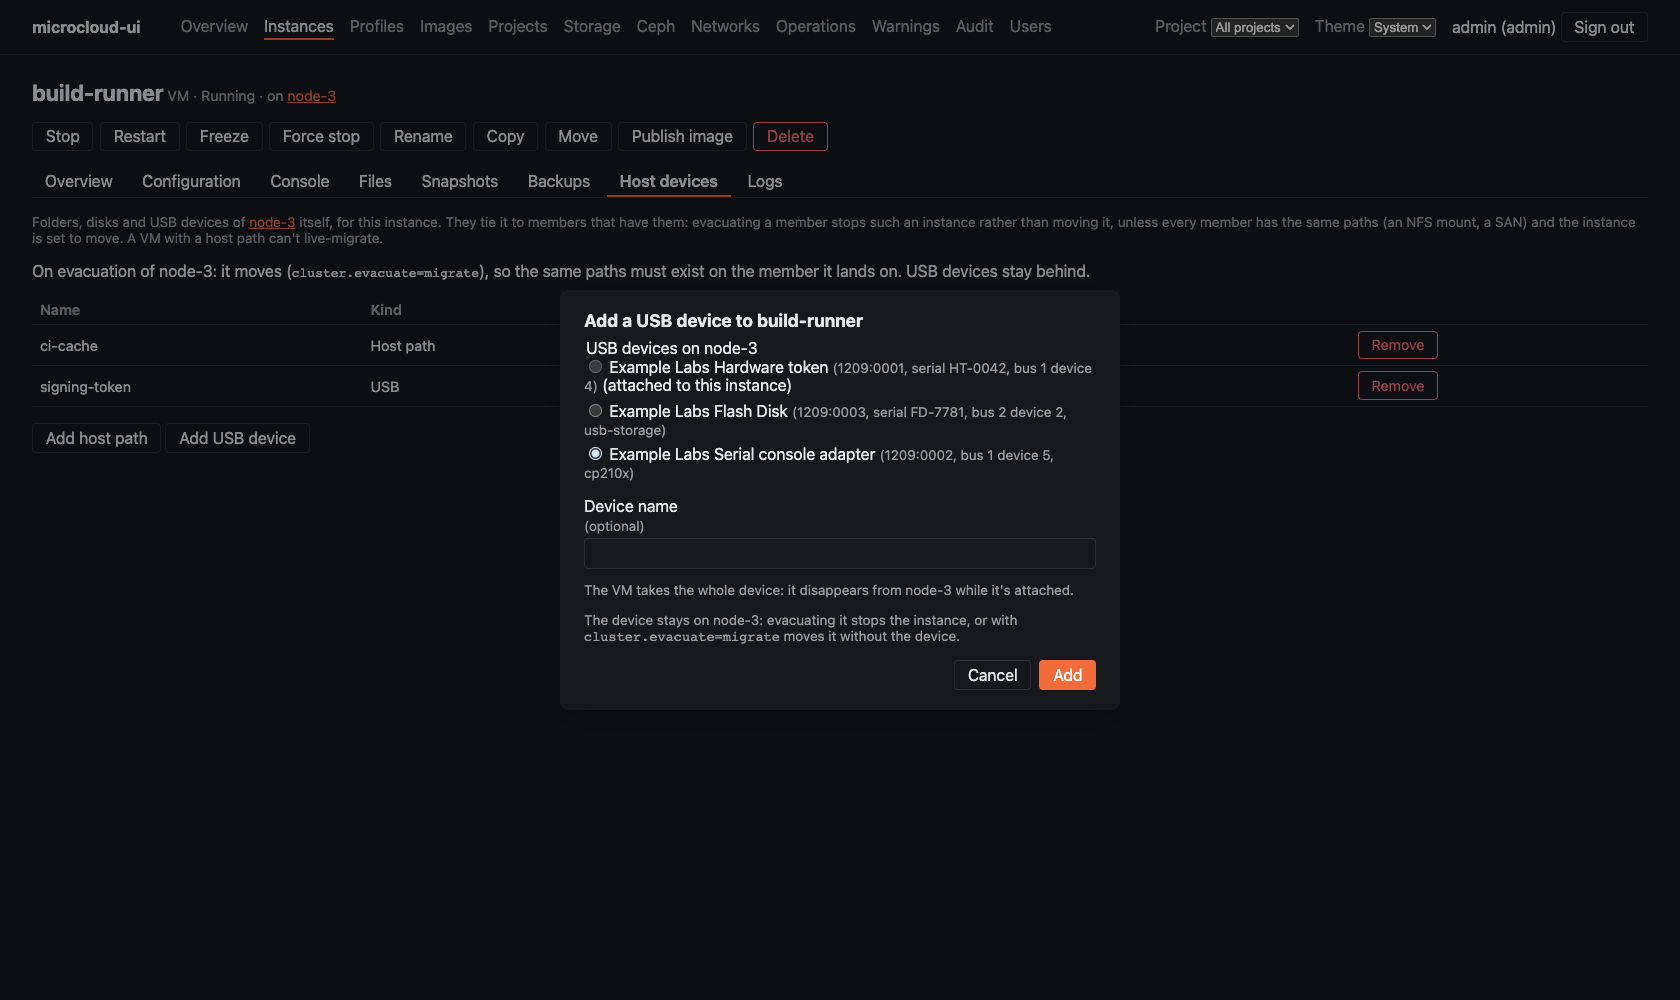 microcloud-ui Overview Instances Profiles Images Projects Storage Ceph Networks Operations Warnings Audit Users Project All projects Theme System admin (admin) Sign out
build-runner VM · Running · on node-3
Stop Restart Freeze Force stop Rename Copy Move Publish image Delete
Overview Configuration Console Files Snapshots Backups Host devices Logs
Folders, disks and USB devices of node-3 itself, for this instance. They tie it to members that have them: evacuating a member stops such an instance rather than moving it, unless every member has the same paths (an NFS mount, a SAN) and the instance
is set to move. A VM with a host path can't live-migrate.
On evacuation of node-3: it moves (cluster.evacuate=migrate), so the same paths must exist on the member it lands on. USB devices stay behind.
Name Kind
ci-cache Host path Remove
signing-token USB Remove
Add host path Add USB device
Add a USB device to build-runner
USB devices on node-3
Example Labs Hardware token (1209:0001, serial HT-0042, bus 1 device
4) (attached to this instance)
Example Labs Flash Disk (1209:0003, serial FD-7781, bus 2 device 2,
usb-storage)
Example Labs Serial console adapter (1209:0002, bus 1 device 5,
cp210x)
Device name
(optional)
The VM takes the whole device: it disappears from node-3 while it's attached.
The device stays on node-3: evacuating it stops the instance, or with
cluster.evacuate=migrate moves it without the device.
Cancel Add